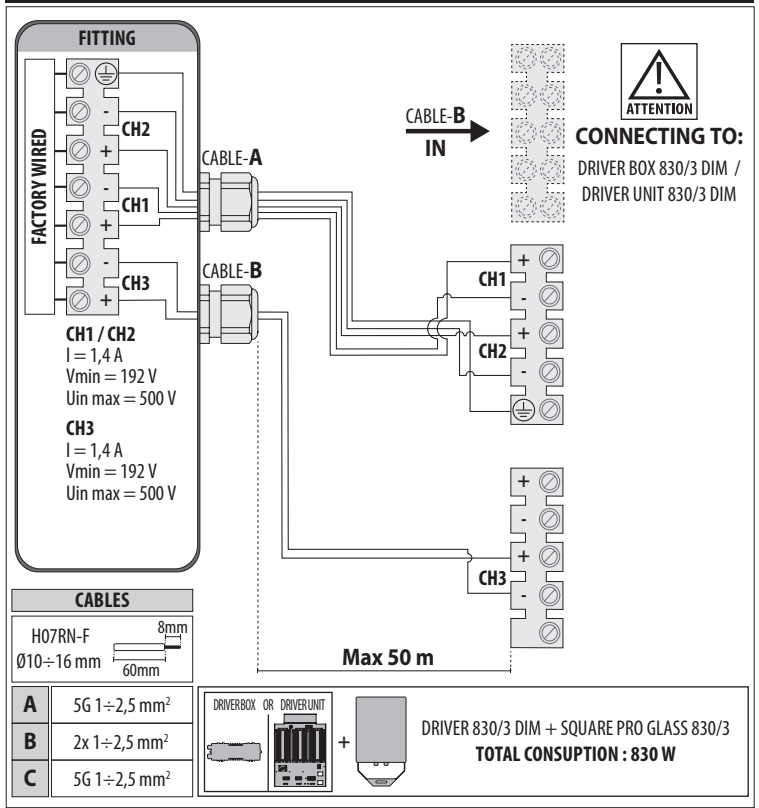 FITTING
FACTORY WIRED
-
CH2
+
-
CH1
+
-
CH3
+
CH1 / CH2
I = 1,4 A
Vmin = 192 V
Uin max = 500 V
CH3
I = 1,4 A
Vmin = 192 V
Uin max = 500 V
CABLE-A
CABLE-B
CABLE-B
IN
ATTENTION
CONNECTING TO:
DRIVER BOX 830/3 DIM /
DRIVER UNIT 830/3 DIM
+
CH1
-
+
CH2
-
+
-
+
CH3
-
Max 50 m
CABLES
H07RN-F
Ø10÷16 mm
8mm
60mm
A 5G 1÷2,5 mm²
B 2x 1÷2,5 mm²
C 5G 1÷2,5 mm²
DRIVERBOX OR DRIVERUNIT
+
DRIVER 830/3 DIM + SQUARE PRO GLASS 830/3
TOTAL CONSUPTION : 830 W